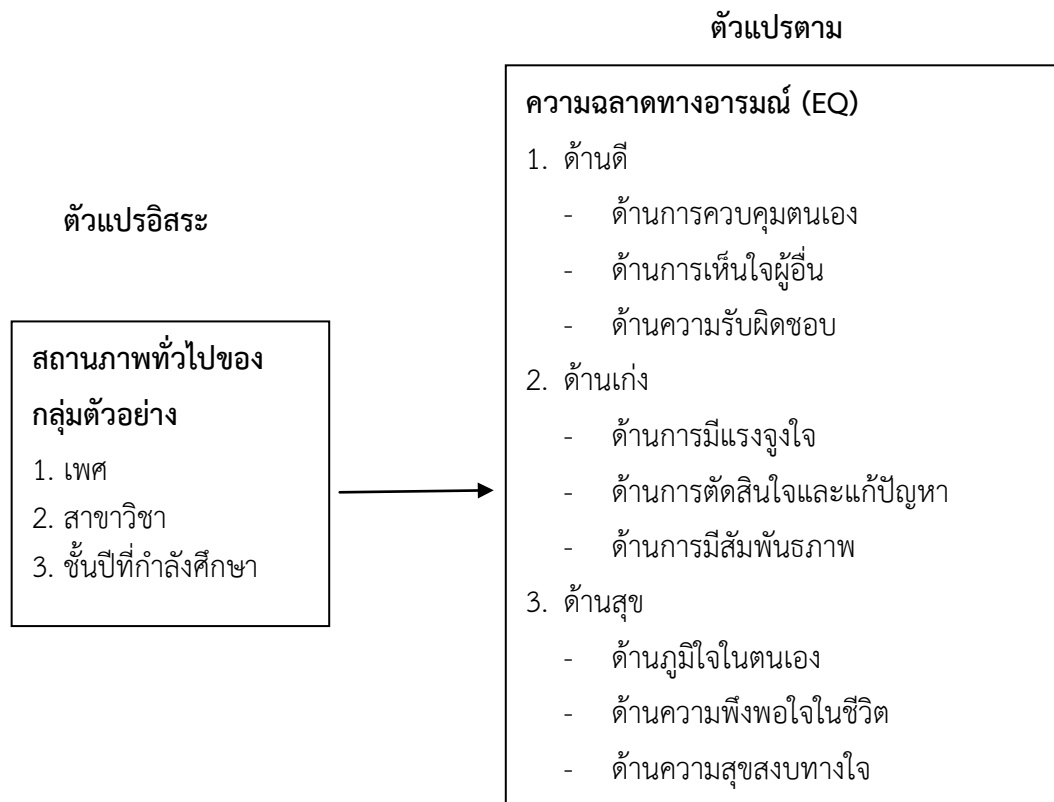 ตัวแปรอิสระ
สถานภาพทั่วไปของ
กลุ่มตัวอย่าง
1. เพศ
2. สาขาวิชา
3. ชั้นปีที่กำลังศึกษา
ตัวแปรตาม
ความฉลาดทางอารมณ์ (EQ)
1. ด้านดี
- ด้านการควบคุมตนเอง
- ด้านการเห็นใจผู้อื่น
- ด้านความรับผิดชอบ
2. ด้านเก่ง
- ด้านการมีแรงจูงใจ
- ด้านการตัดสินใจและแก้ปัญหา
- ด้านการมีสัมพันธภาพ
3. ด้านสุข
- ด้านภูมิใจในตนเอง
- ด้านความพึงพอใจในชีวิต
- ด้านความสุขสงบทางใจ